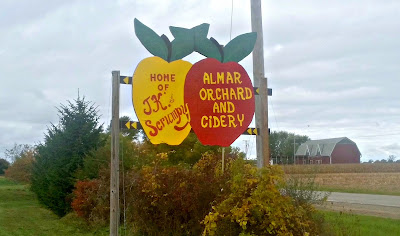 HOME
OF
J.K.'s
Scrumpy
ALMAR
ORCHARD
AND
CIDERY